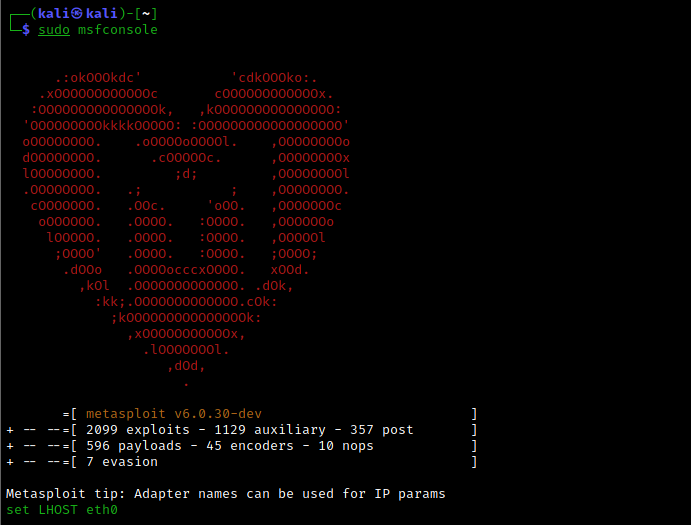 ┌──(kali㉿kali)-[~]
└─$ sudo msfconsole
.:okOOOkdc'           'cdkOOOko:.
.xOOOOOOOOOOOOc       cOOOOOOOOOOOOx.
:OOOOOOOOOOOOOOOk,   ,kOOOOOOOOOOOOOOO:
'OOOOOOOOOkkkkOOOOO: :OOOOOOOOOOOOOOOOOO'
oOOOOOOOO.    .oOOOOoOOOOl.    ,OOOOOOOOo
dOOOOOOOO.      .cOOOOOc.      ,OOOOOOOOx
lOOOOOOOO.         ;d;         ,OOOOOOOOl
.OOOOOOOO.   .;           ;    ,OOOOOOOO.
cOOOOOOO.   .OOc.     'oOO.   ,OOOOOOOc
oOOOOOO.   .OOOO.   :OOOO.   ,OOOOOOo
lOOOOO.   .OOOO.   :OOOO.   ,OOOOOl
;OOOO'   .OOOO.   :OOOO.   ;OOOO;
.dOOo   .OOOOocccxOOOO.   xOOd.
,kOl  .OOOOOOOOOOOOO. .dOk,
:kk;.OOOOOOOOOOOOO.cOk:
;kOOOOOOOOOOOOOOOk:
,xOOOOOOOOOOOx,
.lOOOOOOOl.
,dOd,
.
=[ metasploit v6.0.30-dev                          ]
+ -- --=[ 2099 exploits - 1129 auxiliary - 357 post       ]
+ -- --=[ 596 payloads - 45 encoders - 10 nops            ]
+ -- --=[ 7 evasion                                       ]
Metasploit tip: Adapter names can be used for IP params
set LHOST eth0